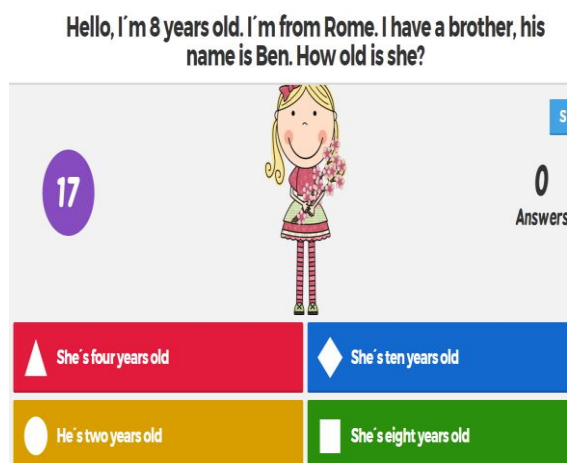 Hello, I´m 8 years old. I´m from Rome. I have a brother, his
name is Ben. How old is she?
S
17
0
Answers
She´s four years old
She´s ten years old
He´s two years old
She´s eight years old